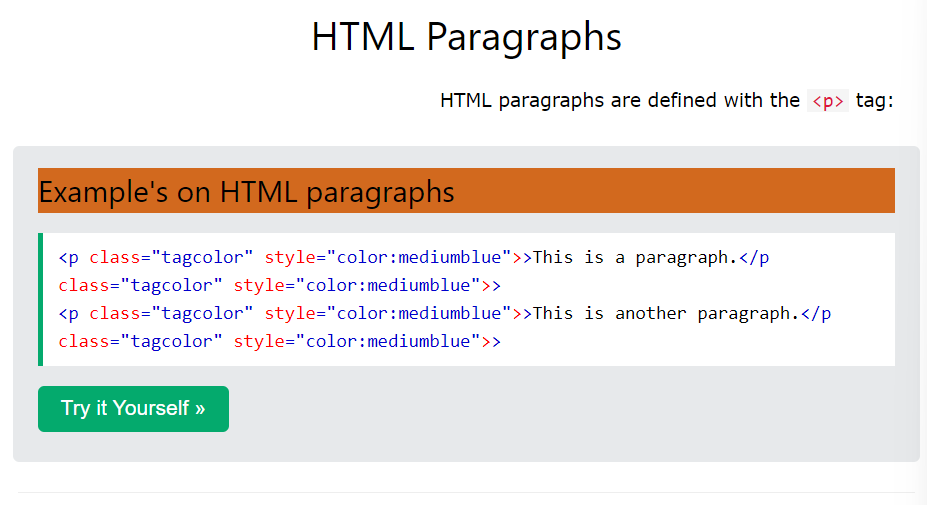 HTML Paragraphs
HTML paragraphs are defined with the <p> tag:
Example's on HTML paragraphs
<p class="tagcolor" style="color:mediumblue">>This is a paragraph.</p
class="tagcolor" style="color:mediumblue">>
<p class="tagcolor" style="color:mediumblue">>This is another paragraph.</p
class="tagcolor" style="color:mediumblue">>
Try it Yourself »